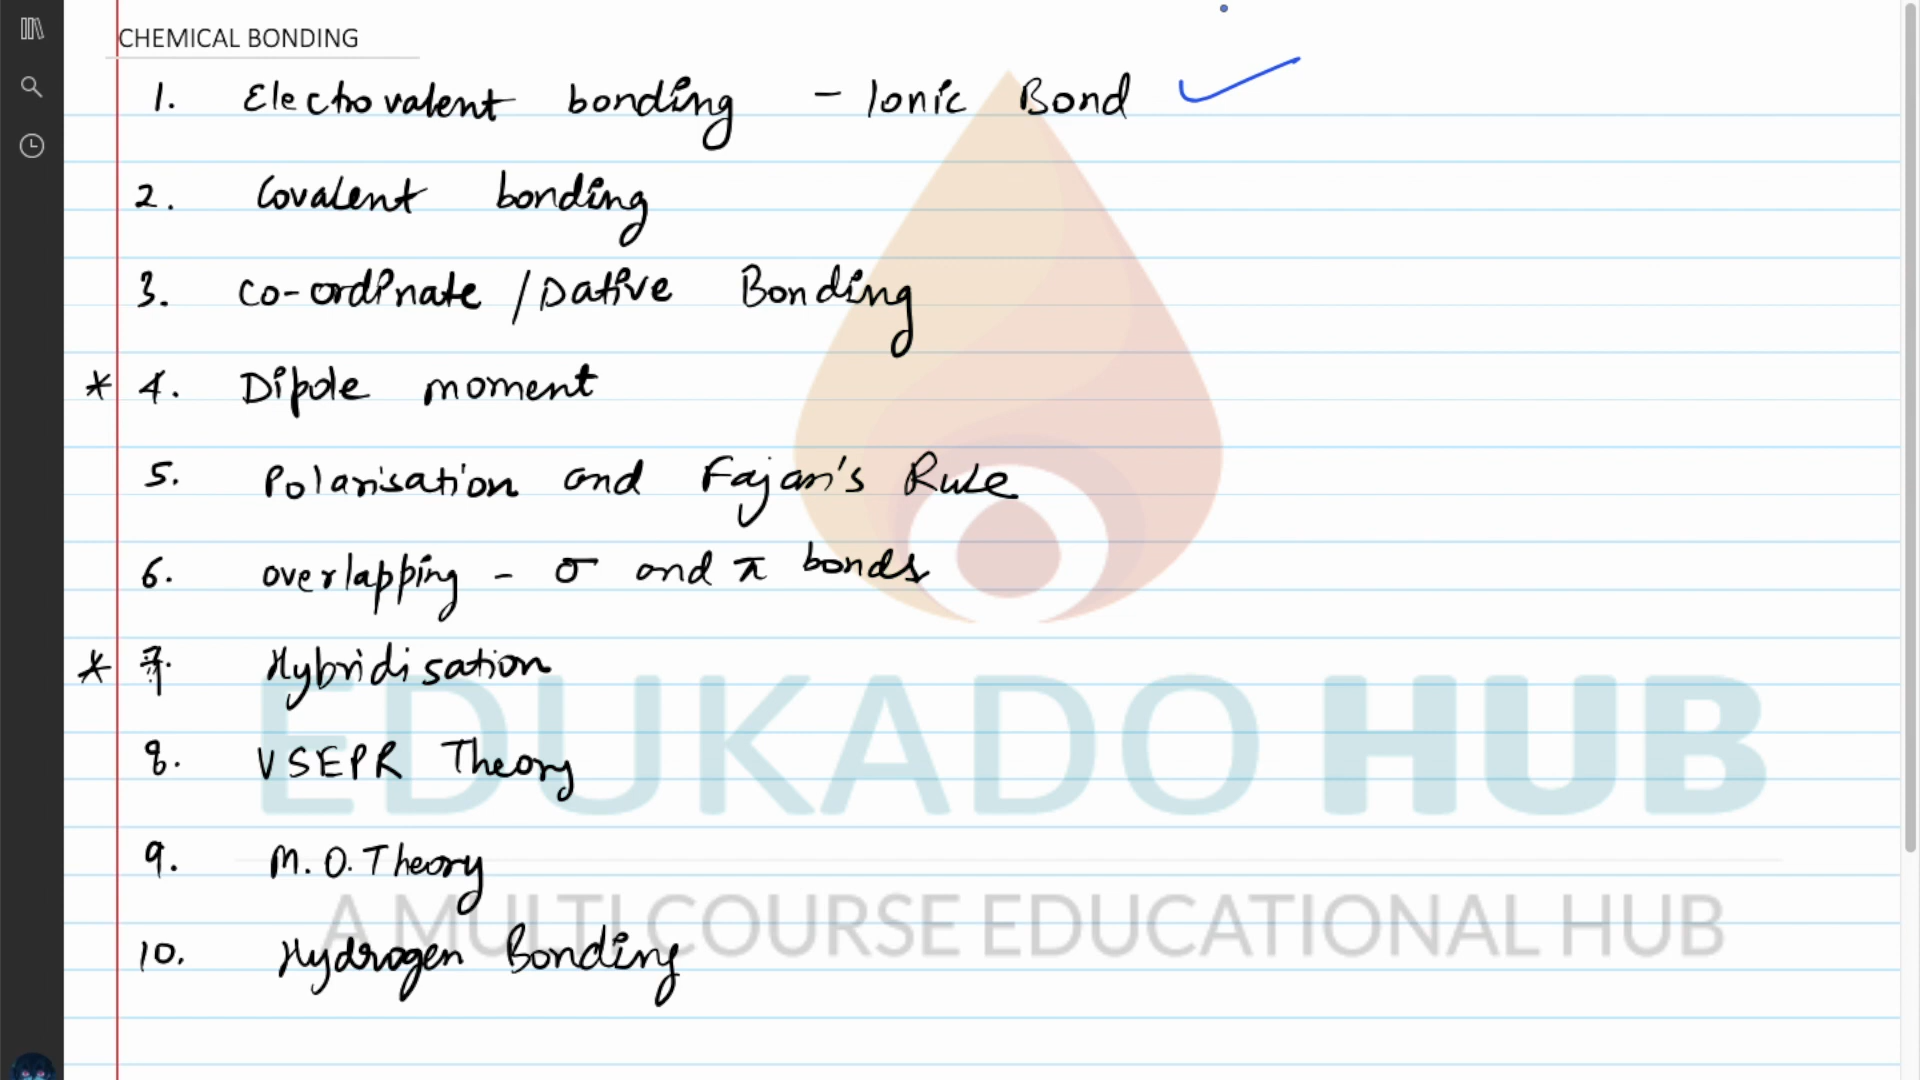 CHEMICAL BONDING
1. Electrovalent bonding - Ionic Bond ✓
2. Covalent bonding
3. Co-ordinate / Dative Bonding
* 4. Dipole moment
5. Polarisation and Fajan's Rule
6. overlapping - σ and π bonds
* 7. Hybridisation
EDUKADO HUB
8. VSEPR Theory
9. M.O. Theory
A MULTI COURSE EDUCATIONAL HUB
10. Hydrogen Bonding